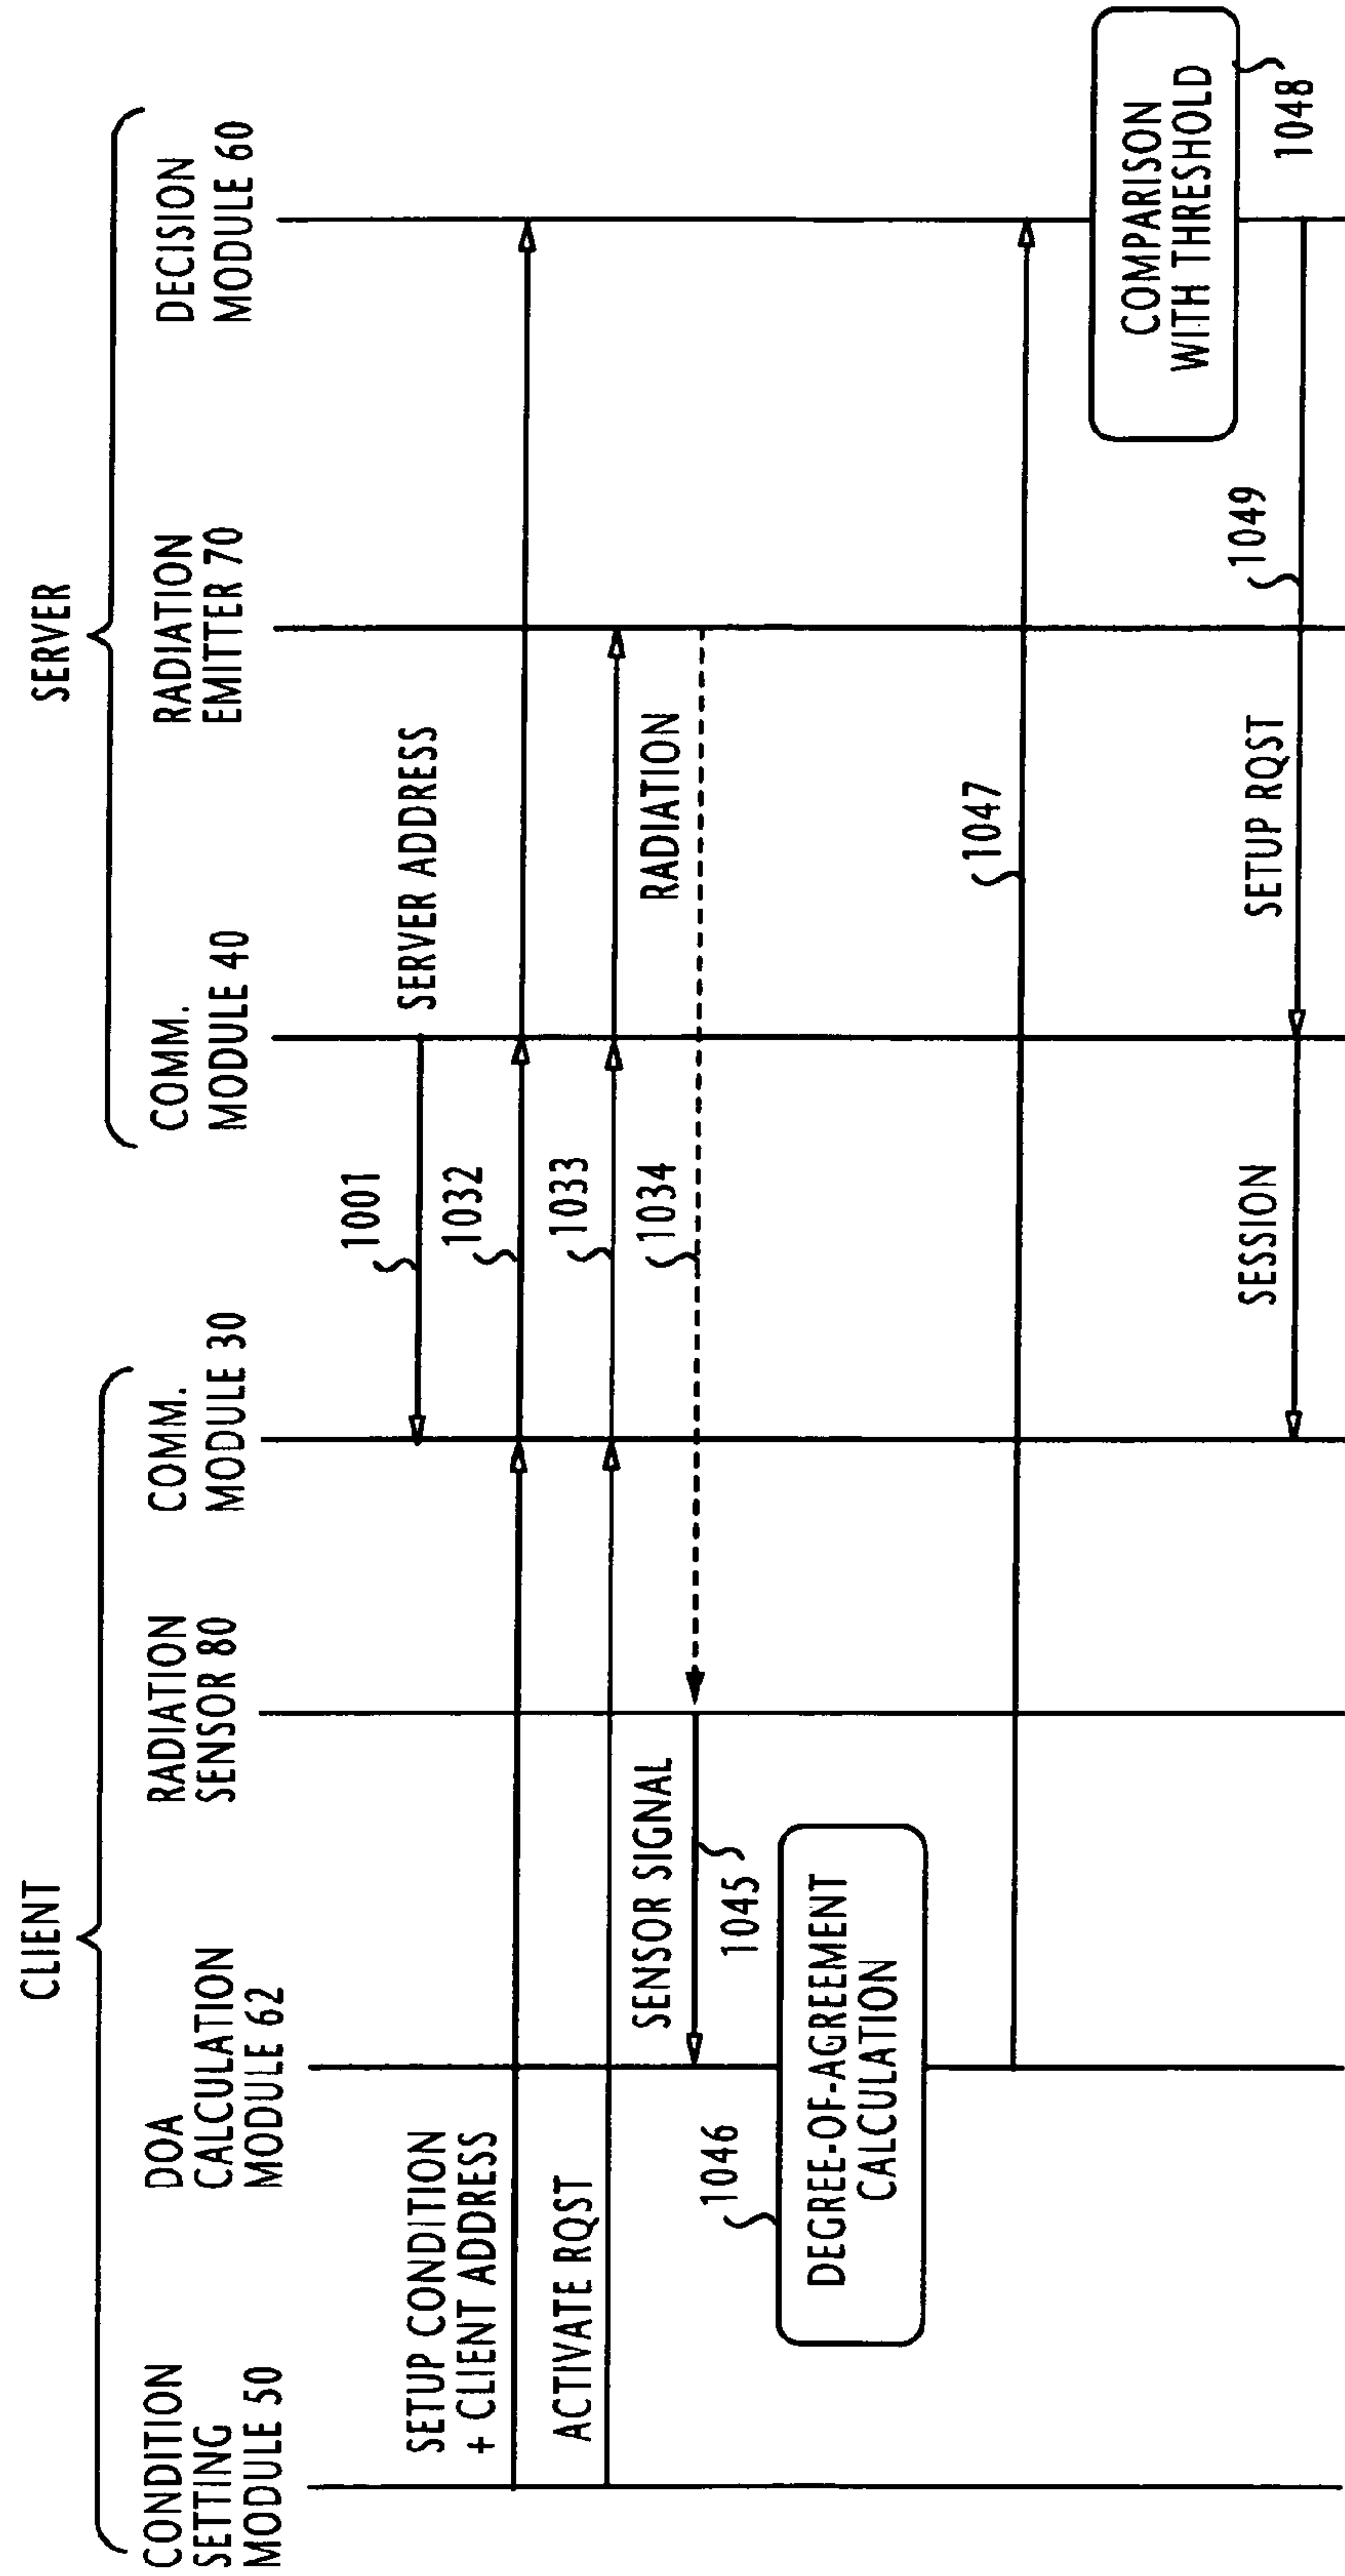 CLIENT
SERVER
CONDITION
SETTING
MODULE 50
DOA
CALCULATION
MODULE 62
RADIATION
SENSOR 80
COMM.
MODULE 30
COMM.
MODULE 40
RADIATION
EMITTER 70
DECISION
MODULE 60
1001
SERVER ADDRESS
SETUP CONDITION
+ CLIENT ADDRESS
1032
ACTIVATE RQST
1033
SENSOR SIGNAL
1034
RADIATION
1045
1046
DEGREE-OF-AGREEMENT
CALCULATION
1047
COMPARISON
WITH THRESHOLD
1048
SESSION
SETUP RQST
1049